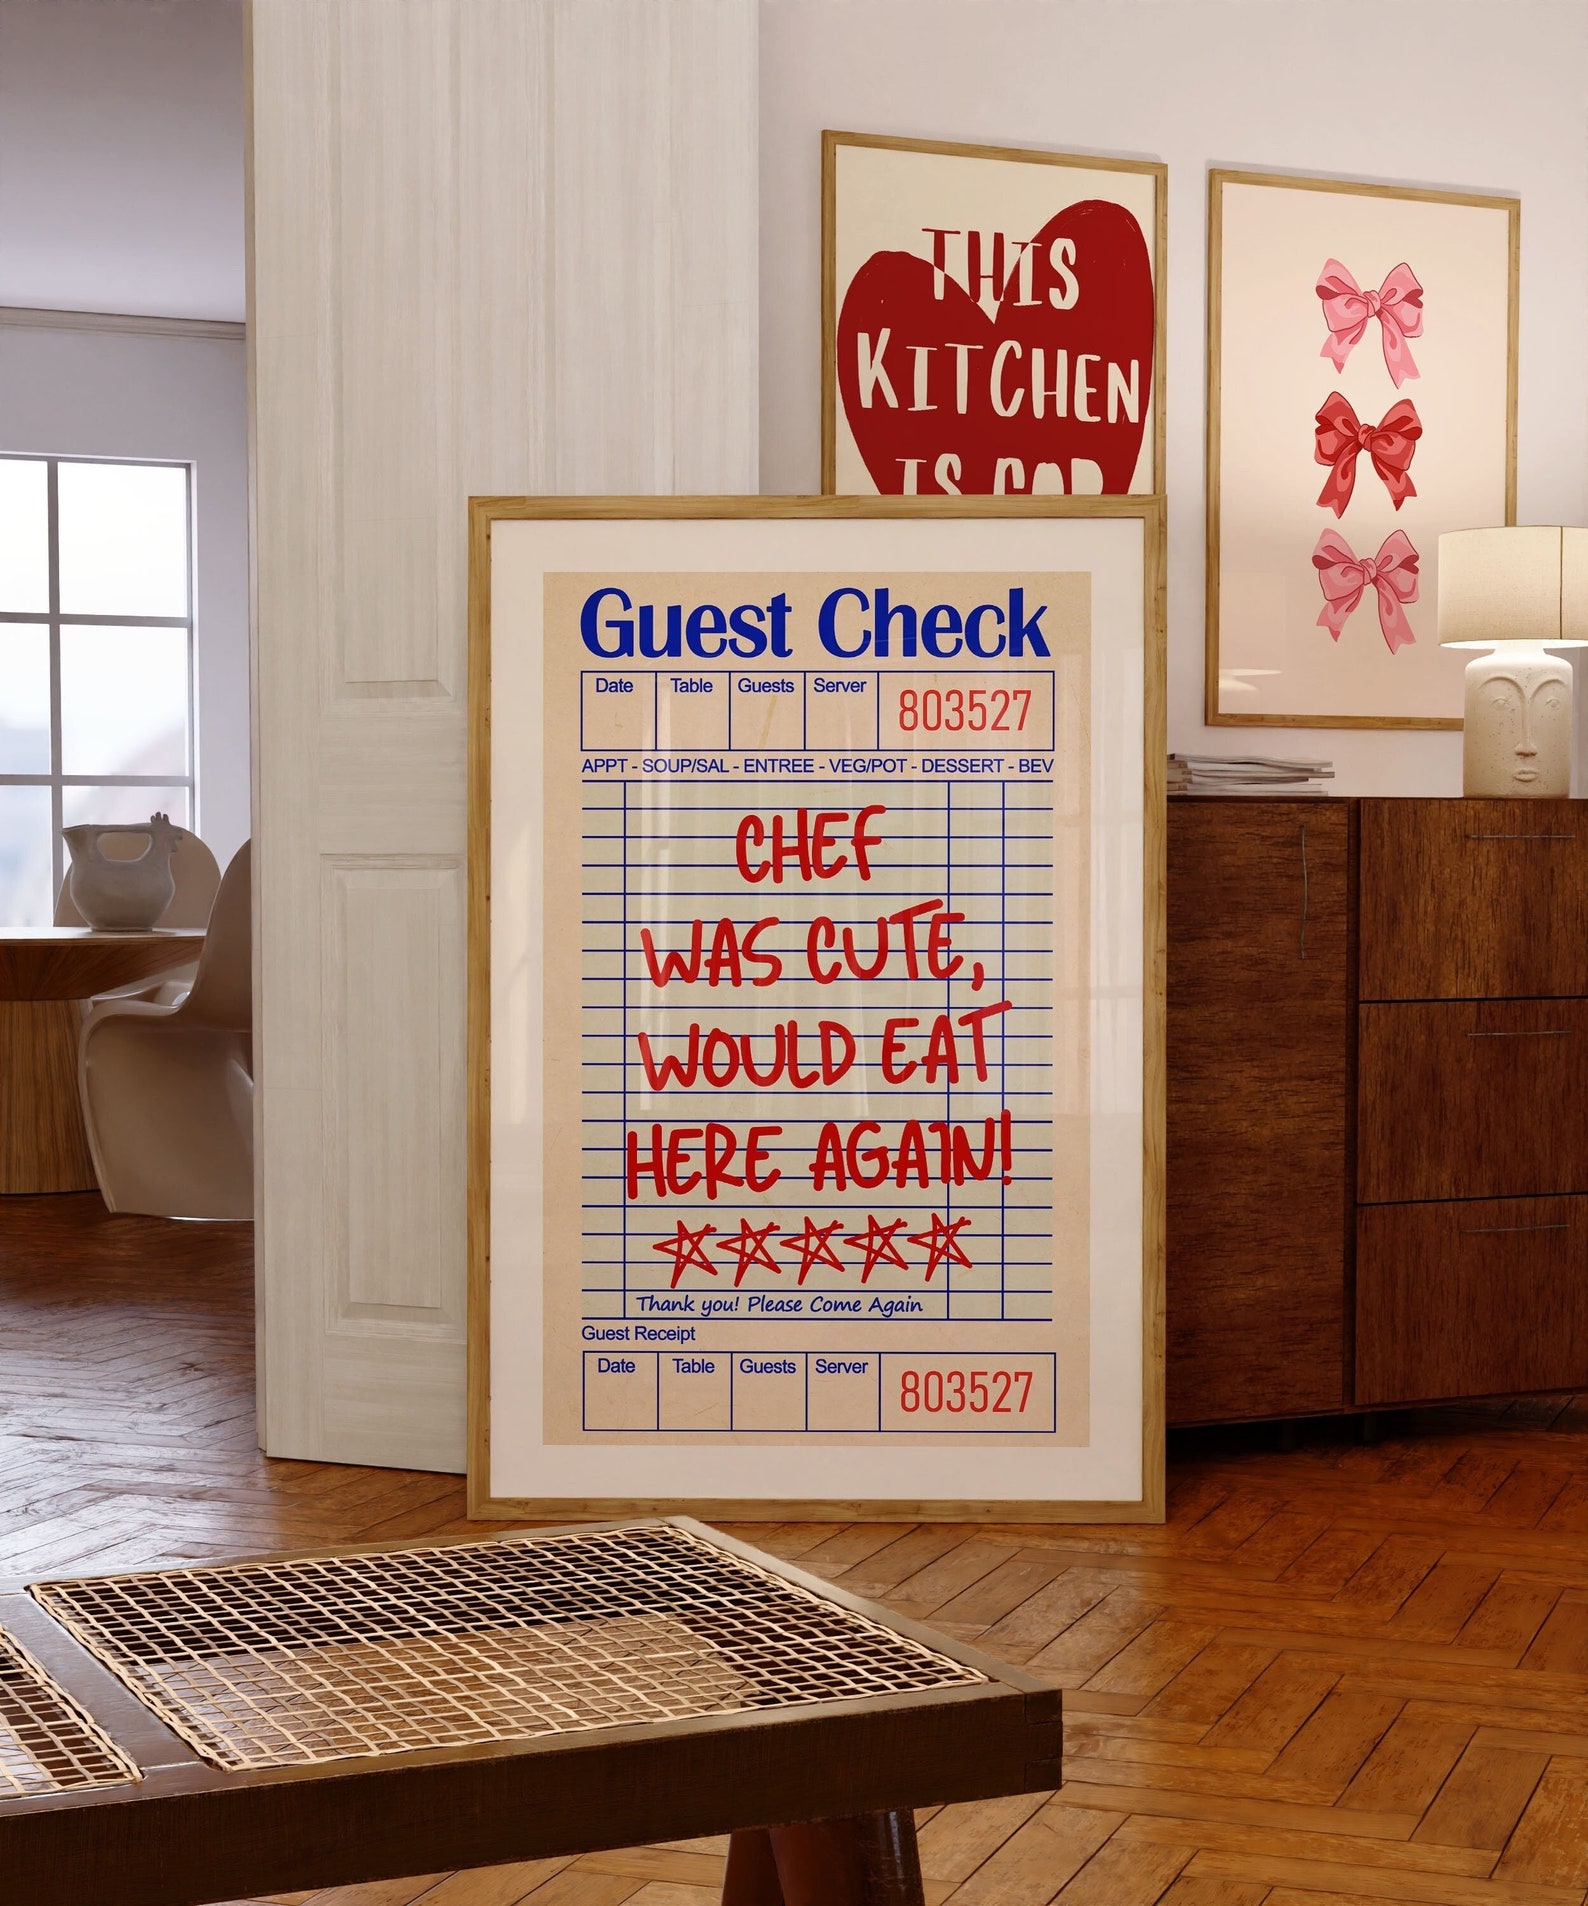 THIS
KITCHEN
IS
Guest Check
Date Table Guests Server 803527
APPT - SOUP/SAL - ENTREE - VEG/POT - DESSERT - BEV
CHEF
WAS CUTE,
WOULD EAT
HERE AGAIN!
Thank you! Please Come Again
Guest Receipt
Date Table Guests Server 803527